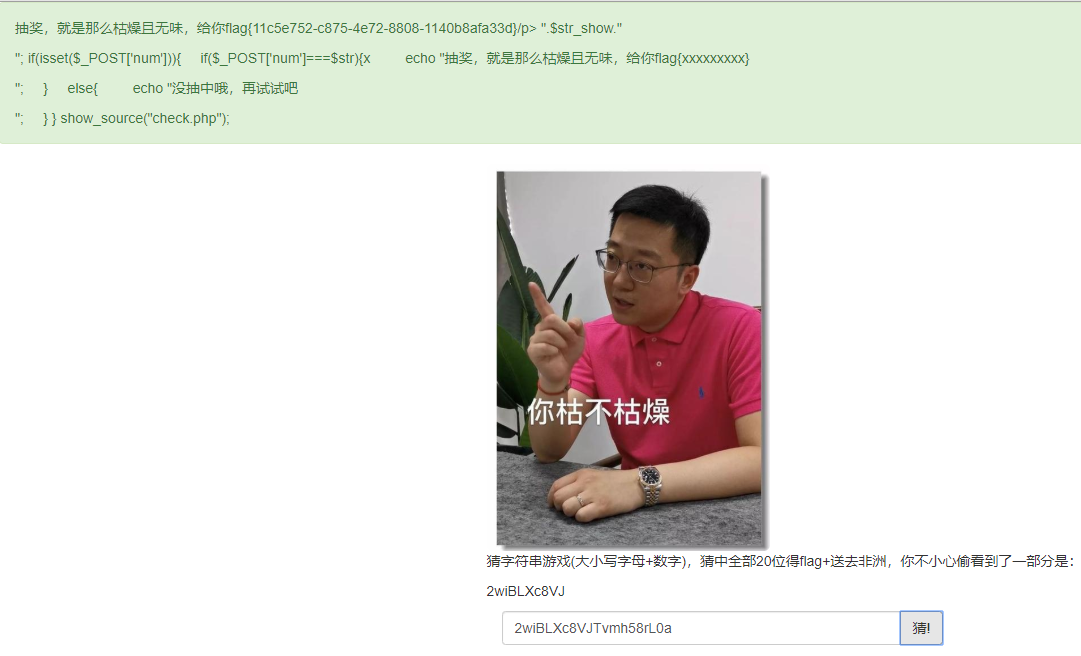 抽奖，就是那么枯燥且无味，给你flag{11c5e752-c875-4e72-8808-1140b8afa33d}/p> ".$str_show."
"; if(isset($_POST['num'])){ if($_POST['num']===$str){x echo "抽奖，就是那么枯燥且无味，给你flag{xxxxxxxxx}
"; } else{ echo "没抽中哦，再试试吧
"; } } show_source("check.php");
你枯不枯燥
猜字符串游戏(大小写字母+数字)，猜中全部20位得flag+送去非洲，你不小心偷看到了一部分是：
2wiBLXc8VJ
2wiBLXc8VJTvmh58rL0a
猜!